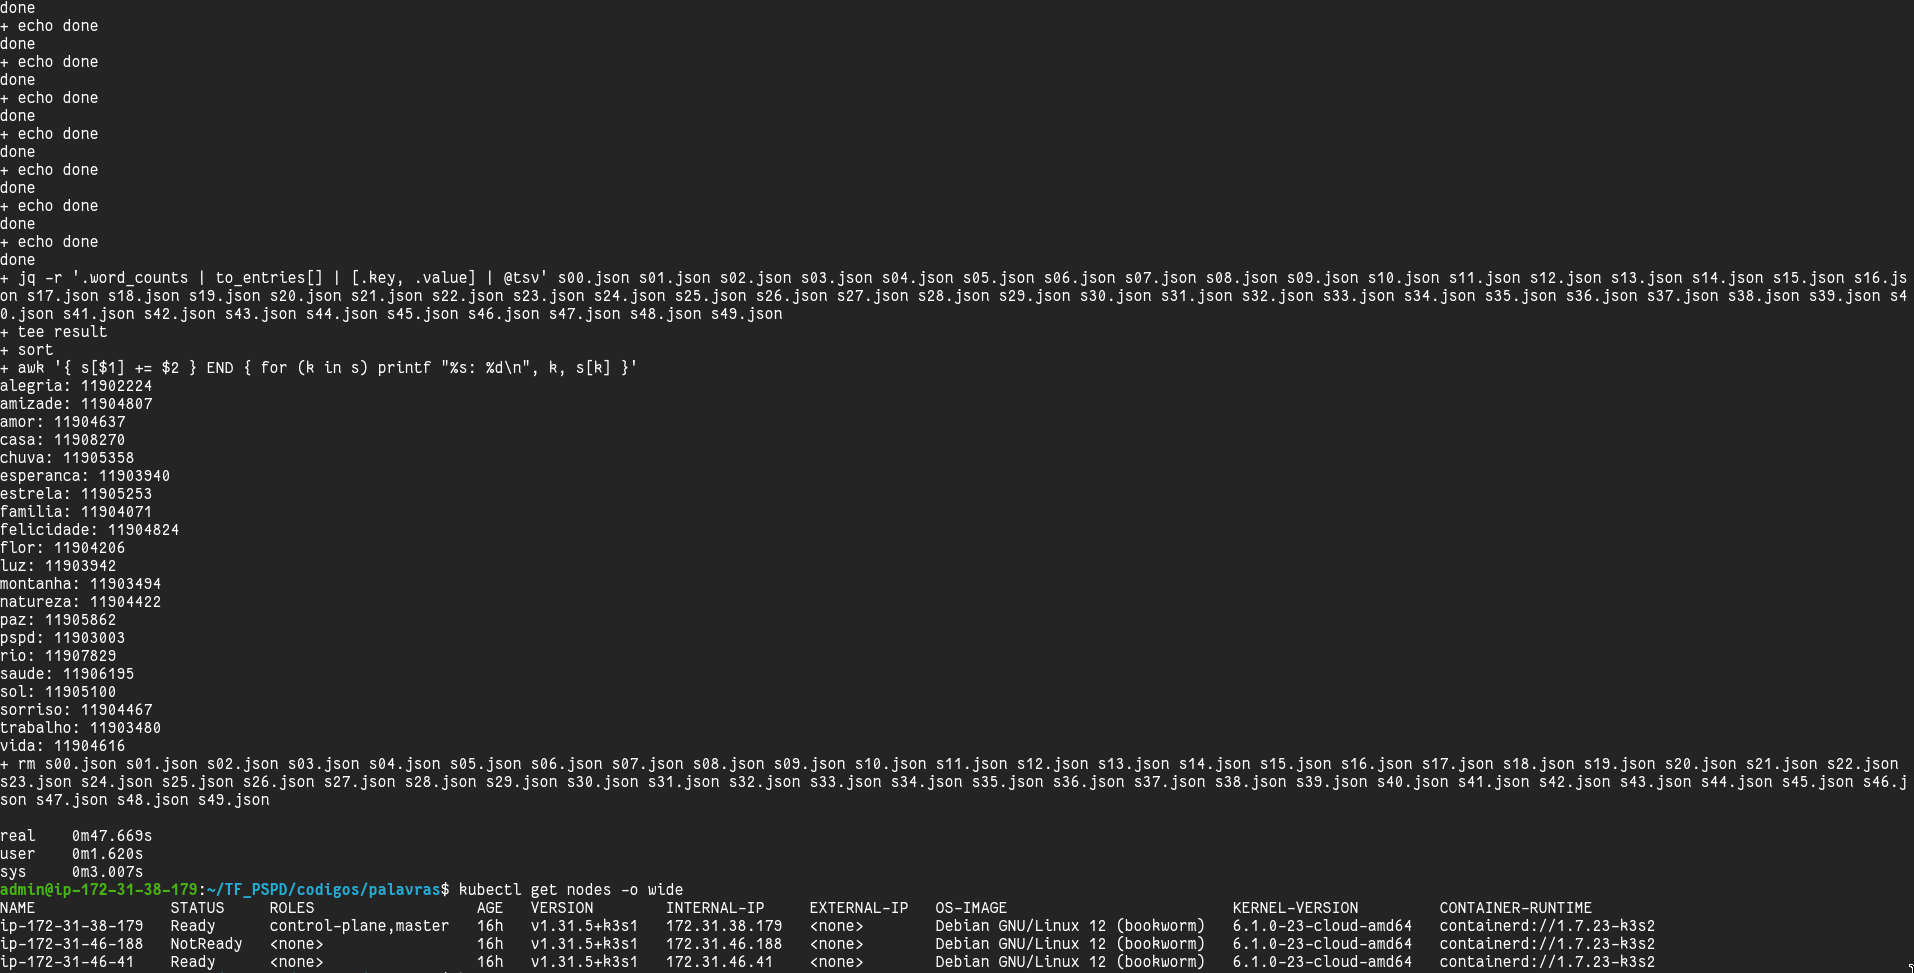 done
+ echo done
done
+ echo done
done
+ echo done
done
+ echo done
done
+ echo done
done
+ echo done
done
+ echo done
done
+ jq -r '.word_counts | to_entries[] | [.key, .value] | @tsv' s00.json s01.json s02.json s03.json s04.json s05.json s06.json s07.json s08.json s09.json s10.json s11.json s12.json s13.json s14.json s15.json s16.js
on s17.json s18.json s19.json s20.json s21.json s22.json s23.json s24.json s25.json s26.json s27.json s28.json s29.json s30.json s31.json s32.json s33.json s34.json s35.json s36.json s37.json s38.json s39.json s4
0.json s41.json s42.json s43.json s44.json s45.json s46.json s47.json s48.json s49.json
+ tee result
+ sort
+ awk '{ s[$1] += $2 } END { for (k in s) printf "%s: %d\n", k, s[k] }'
alegria: 11902224
amizade: 11904807
amor: 11904637
casa: 11908270
chuva: 11905358
esperanca: 11903940
estrela: 11905253
familia: 11904071
felicidade: 11904824
flor: 11904206
luz: 11903942
montanha: 11903494
natureza: 11904422
paz: 11905862
pspd: 11903003
rio: 11907829
saude: 11906195
sol: 11905100
sorriso: 11904467
trabalho: 11903480
vida: 11904616
+ rm s00.json s01.json s02.json s03.json s04.json s05.json s06.json s07.json s08.json s09.json s10.json s11.json s12.json s13.json s14.json s15.json s16.json s17.json s18.json s19.json s20.json s21.json s22.json
s23.json s24.json s25.json s26.json s27.json s28.json s29.json s30.json s31.json s32.json s33.json s34.json s35.json s36.json s37.json s38.json s39.json s40.json s41.json s42.json s43.json s44.json s45.json s46.j
son s47.json s48.json s49.json
real 0m47.669s
user 0m1.620s
sys 0m3.007s
admin@ip-172-31-38-179:~/TF_PSPD/codigos/palavras$ kubectl get nodes -o wide
NAME STATUS ROLES AGE VERSION INTERNAL-IP EXTERNAL-IP OS-IMAGE KERNEL-VERSION CONTAINER-RUNTIME
ip-172-31-38-179 Ready control-plane,master 16h v1.31.5+k3s1 172.31.38.179 <none> Debian GNU/Linux 12 (bookworm) 6.1.0-23-cloud-amd64 containerd://1.7.23-k3s2
ip-172-31-46-188 NotReady <none> 16h v1.31.5+k3s1 172.31.46.188 <none> Debian GNU/Linux 12 (bookworm) 6.1.0-23-cloud-amd64 containerd://1.7.23-k3s2
ip-172-31-46-41 Ready <none> 16h v1.31.5+k3s1 172.31.46.41 <none> Debian GNU/Linux 12 (bookworm) 6.1.0-23-cloud-amd64 containerd://1.7.23-k3s2